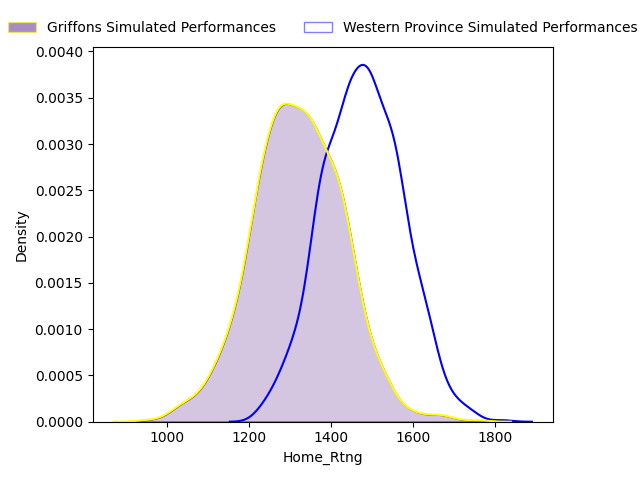 Griffons Simulated Performances
Western Province Simulated Performances
0.0040
0.0035
0.0030
0.0025
0.0020
0.0015
0.0010
0.0005
0.0000
Density
1000 1200 1400 1600 1800
Home_Rtng